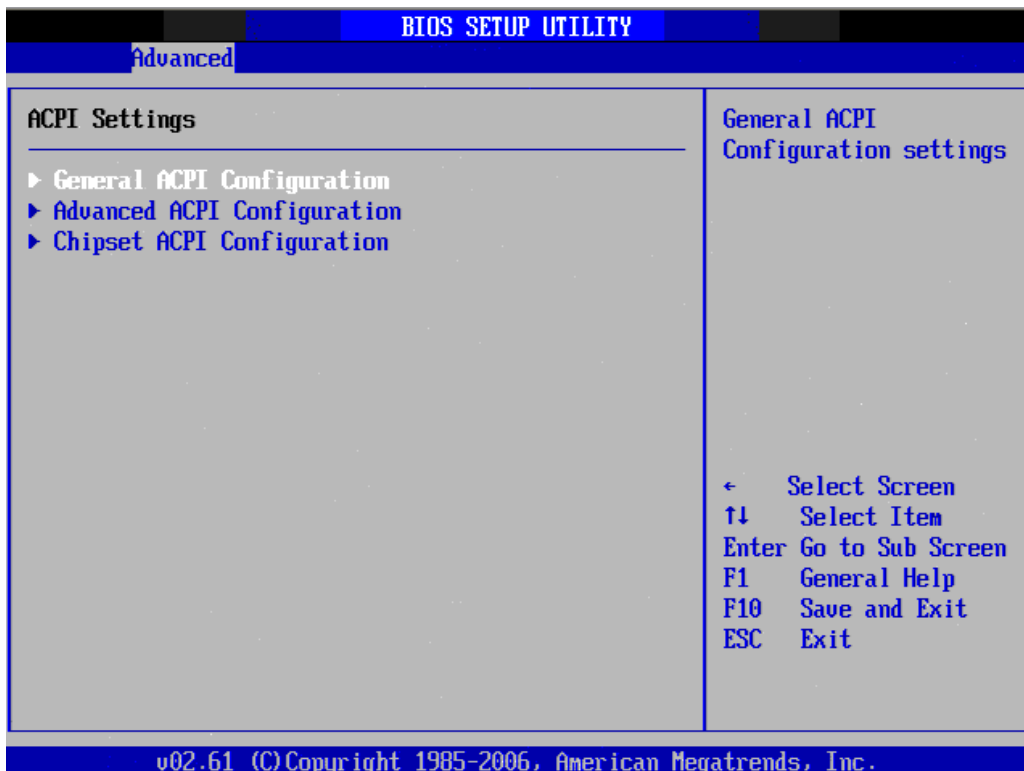 BIOS SETUP UTILITY
Advanced
ACPI Settings
General ACPI Configuration
Advanced ACPI Configuration
Chipset ACPI Configuration
General ACPI
Configuration settings
← Select Screen
↑↓ Select Item
Enter Go to Sub Screen
F1 General Help
F10 Save and Exit
ESC Exit
v02.61 (C)Copyright 1985-2006, American Megatrends, Inc.